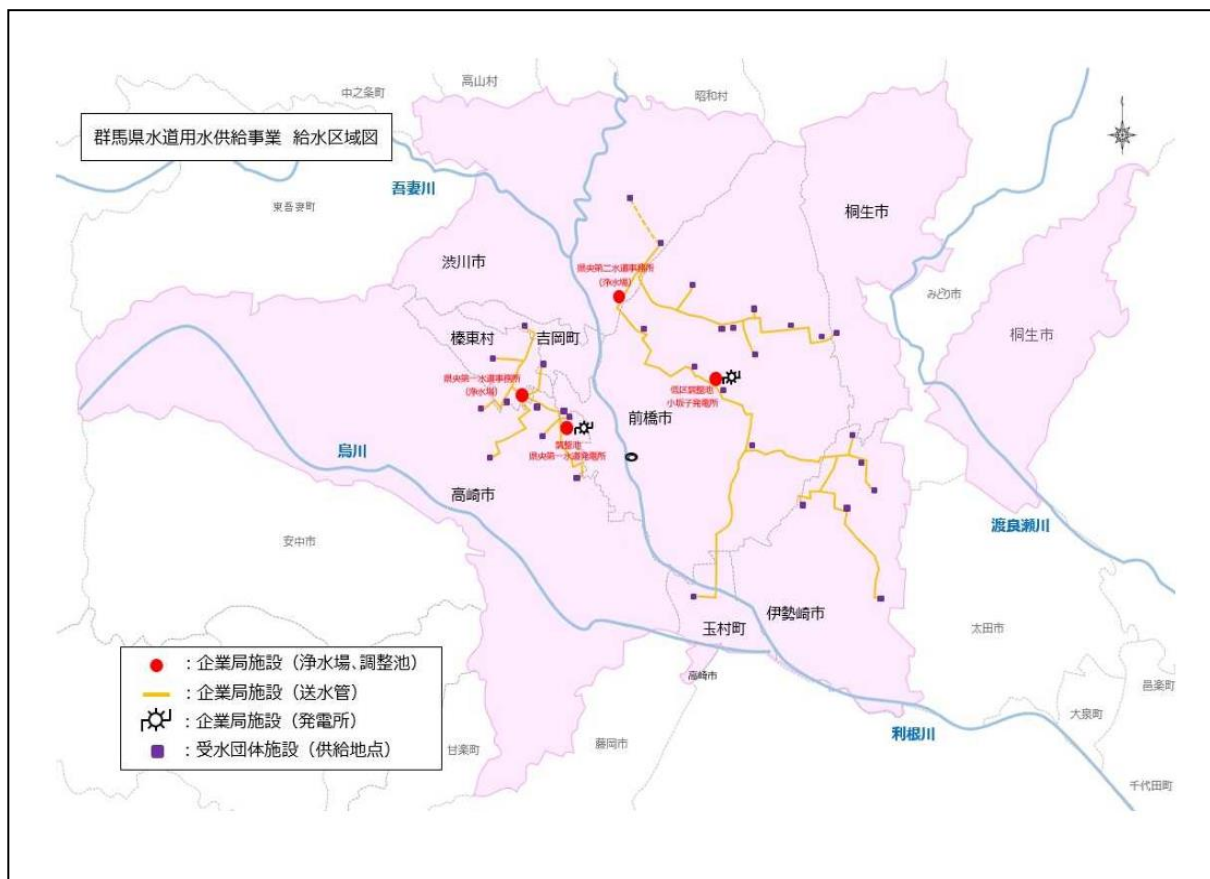 高山村
昭和村
中之条町
群馬県水道用水供給事業 給水区域図
吾妻川
東吾妻町
桐生市
渋川市
県央第二水道事務所
(浄水場)
みどり市
桐生市
榛東村
吉岡町
県央第一水道事務所
(浄水場)
低区調整池
小坂子発電所
前橋市
調整池
県央第一水道発電所
烏川
高崎市
渡良瀬川
安中市
伊勢崎市
玉村町
太田市
高崎市
邑楽町
大泉町
利根川
甘楽町
藤岡市
千代田町
:企業局施設(浄水場、調整池)
:企業局施設(送水管)
:企業局施設(発電所)
:受水団体施設(供給地点)